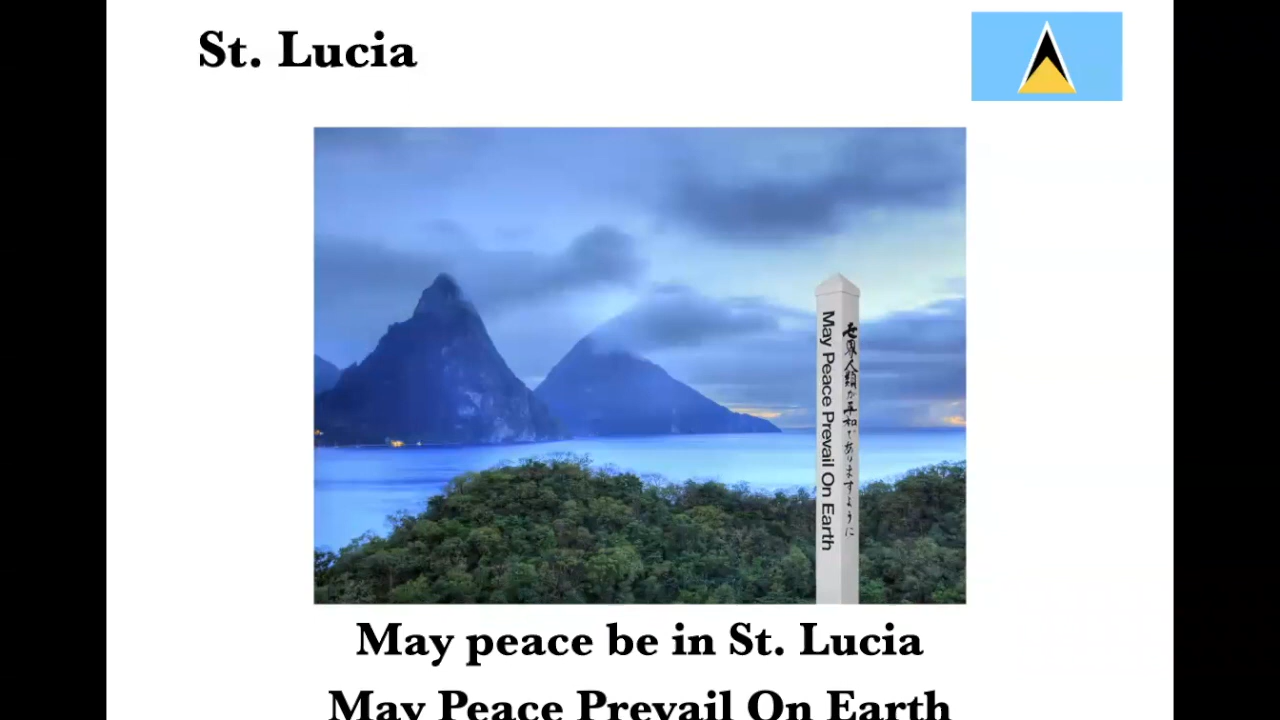 St. Lucia
May Peace Prevail On Earth
世界人類が平和でありますように
May peace be in St. Lucia
May Peace Prevail On Earth